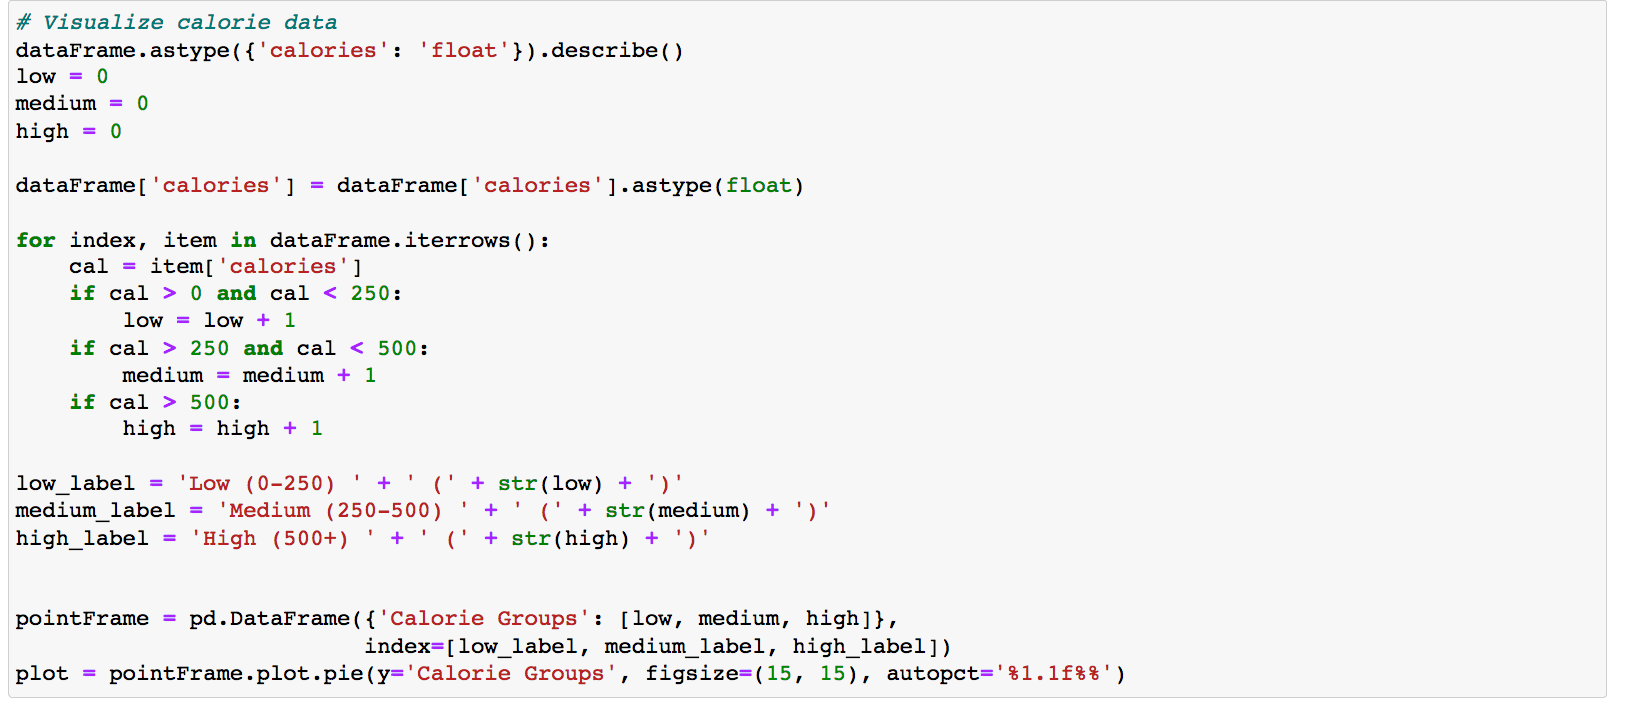 # Visualize calorie data
dataFrame.astype({'calories': 'float'}).describe()
low = 0
medium = 0
high = 0

dataFrame['calories'] = dataFrame['calories'].astype(float)

for index, item in dataFrame.iterrows():
    cal = item['calories']
    if cal > 0 and cal < 250:
        low = low + 1
    if cal > 250 and cal < 500:
        medium = medium + 1
    if cal > 500:
        high = high + 1

low_label = 'Low (0-250) ' + ' (' + str(low) + ')'
medium_label = 'Medium (250-500) ' + ' (' + str(medium) + ')'
high_label = 'High (500+) ' + ' (' + str(high) + ')'


pointFrame = pd.DataFrame({'Calorie Groups': [low, medium, high]},
                          index=[low_label, medium_label, high_label])
plot = pointFrame.plot.pie(y='Calorie Groups', figsize=(15, 15), autopct='%1.1f%%')